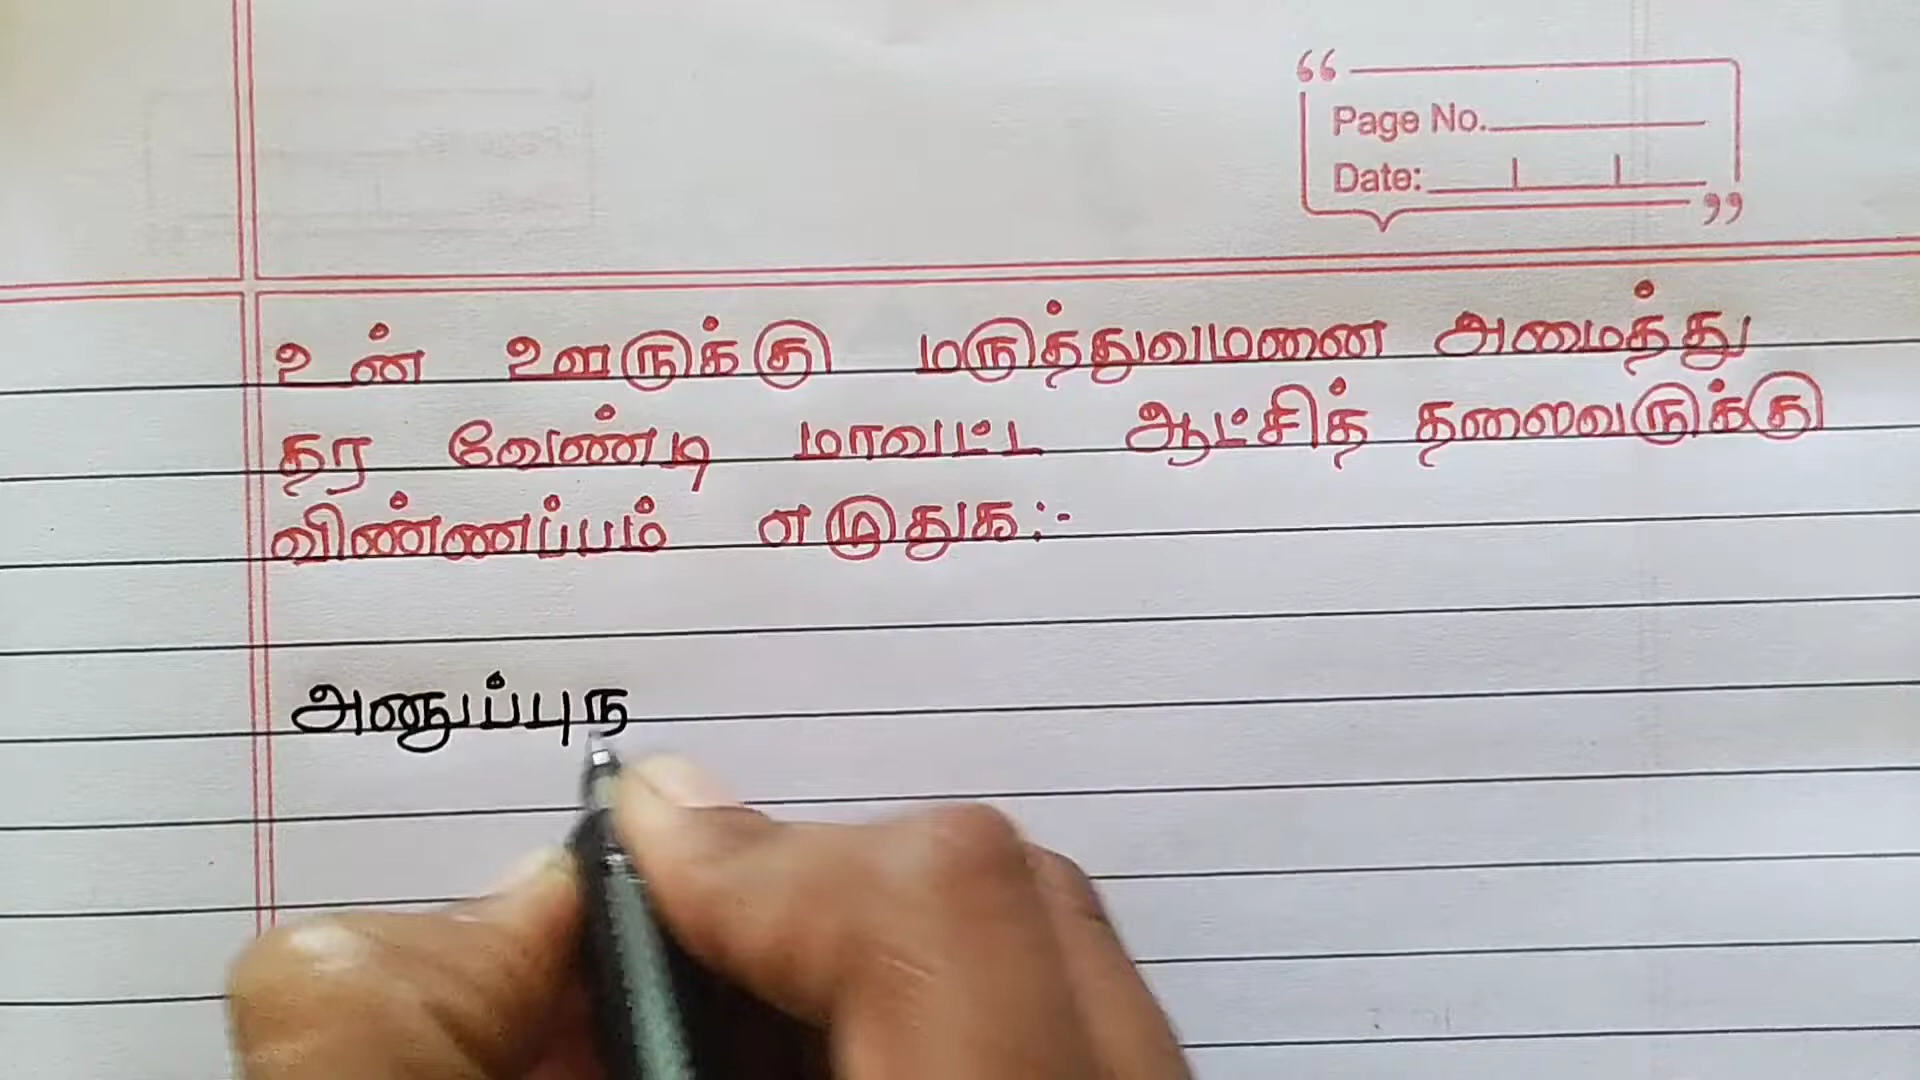 Page No.
Date:
உன் ஊருக்கு மருத்துவமனை அமைத்து
தர வேண்டி மாவட்ட ஆட்சித் தலைவருக்கு
விண்ணப்பம் எழுதுக:-
அனுப்புந